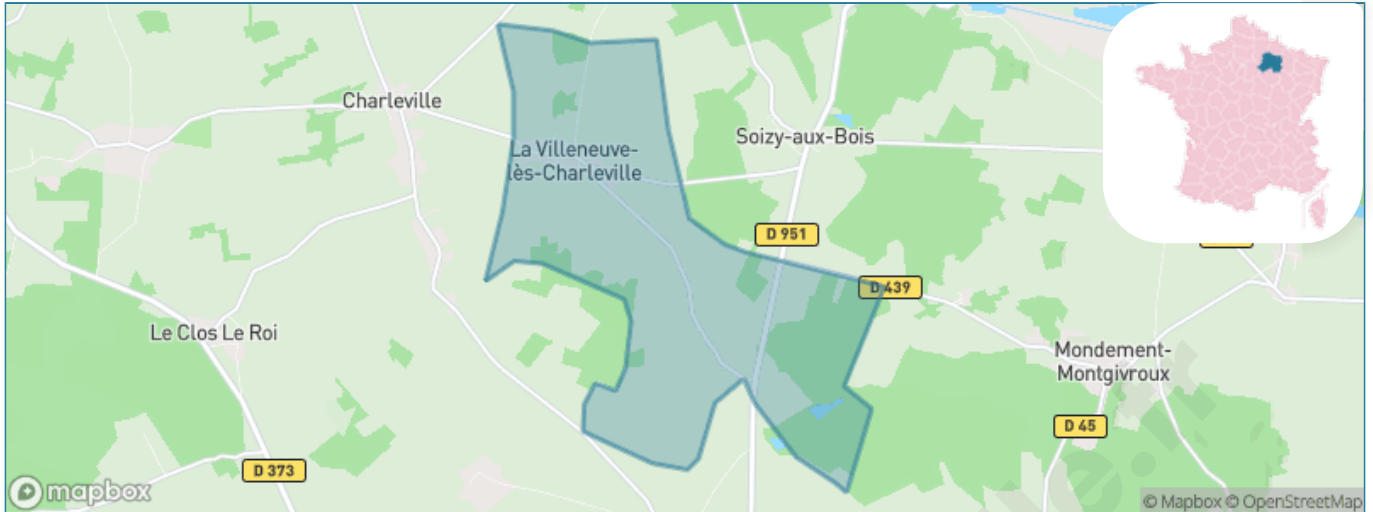 Charleville
Soizy-aux-Bois
La Villeneuve-
lès-Charleville
D 951
D 439
Le Clos Le Roi
Mondement-
Montgivroux
D 45
D 373
mapbox
© Mapbox © OpenStreetMap